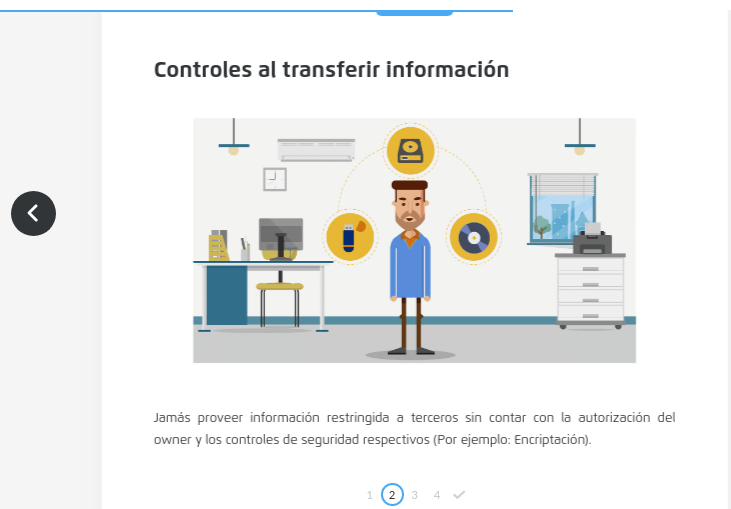 Controles al transferir información
Jamás proveer información restringida a terceros sin contar con la autorización del
owner y los controles de seguridad respectivos (Por ejemplo: Encriptación).
1 2 3 4